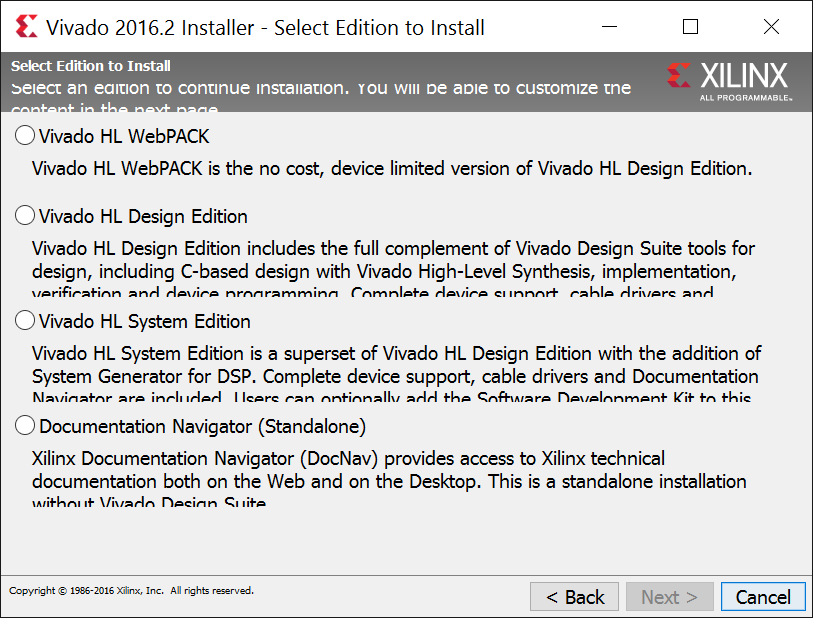 Vivado 2016.2 Installer - Select Edition to Install
Select Edition to Install
Select an edition to continue installation. You will be able to customize the
content in the next page.
XILINX
ALL PROGRAMMABLE™
Vivado HL WebPACK
Vivado HL WebPACK is the no cost, device limited version of Vivado HL Design Edition.
Vivado HL Design Edition
Vivado HL Design Edition includes the full complement of Vivado Design Suite tools for
design, including C-based design with Vivado High-Level Synthesis, implementation,
verification and device programming. Complete device support, cable drivers and
Vivado HL System Edition
Vivado HL System Edition is a superset of Vivado HL Design Edition with the addition of
System Generator for DSP. Complete device support, cable drivers and Documentation
Navigator are included. Users can optionally add the Software Development Kit to this
Documentation Navigator (Standalone)
Xilinx Documentation Navigator (DocNav) provides access to Xilinx technical
documentation both on the Web and on the Desktop. This is a standalone installation
without Vivado Design Suite
Copyright © 1986-2016 Xilinx, Inc. All rights reserved.
< Back
Next >
Cancel